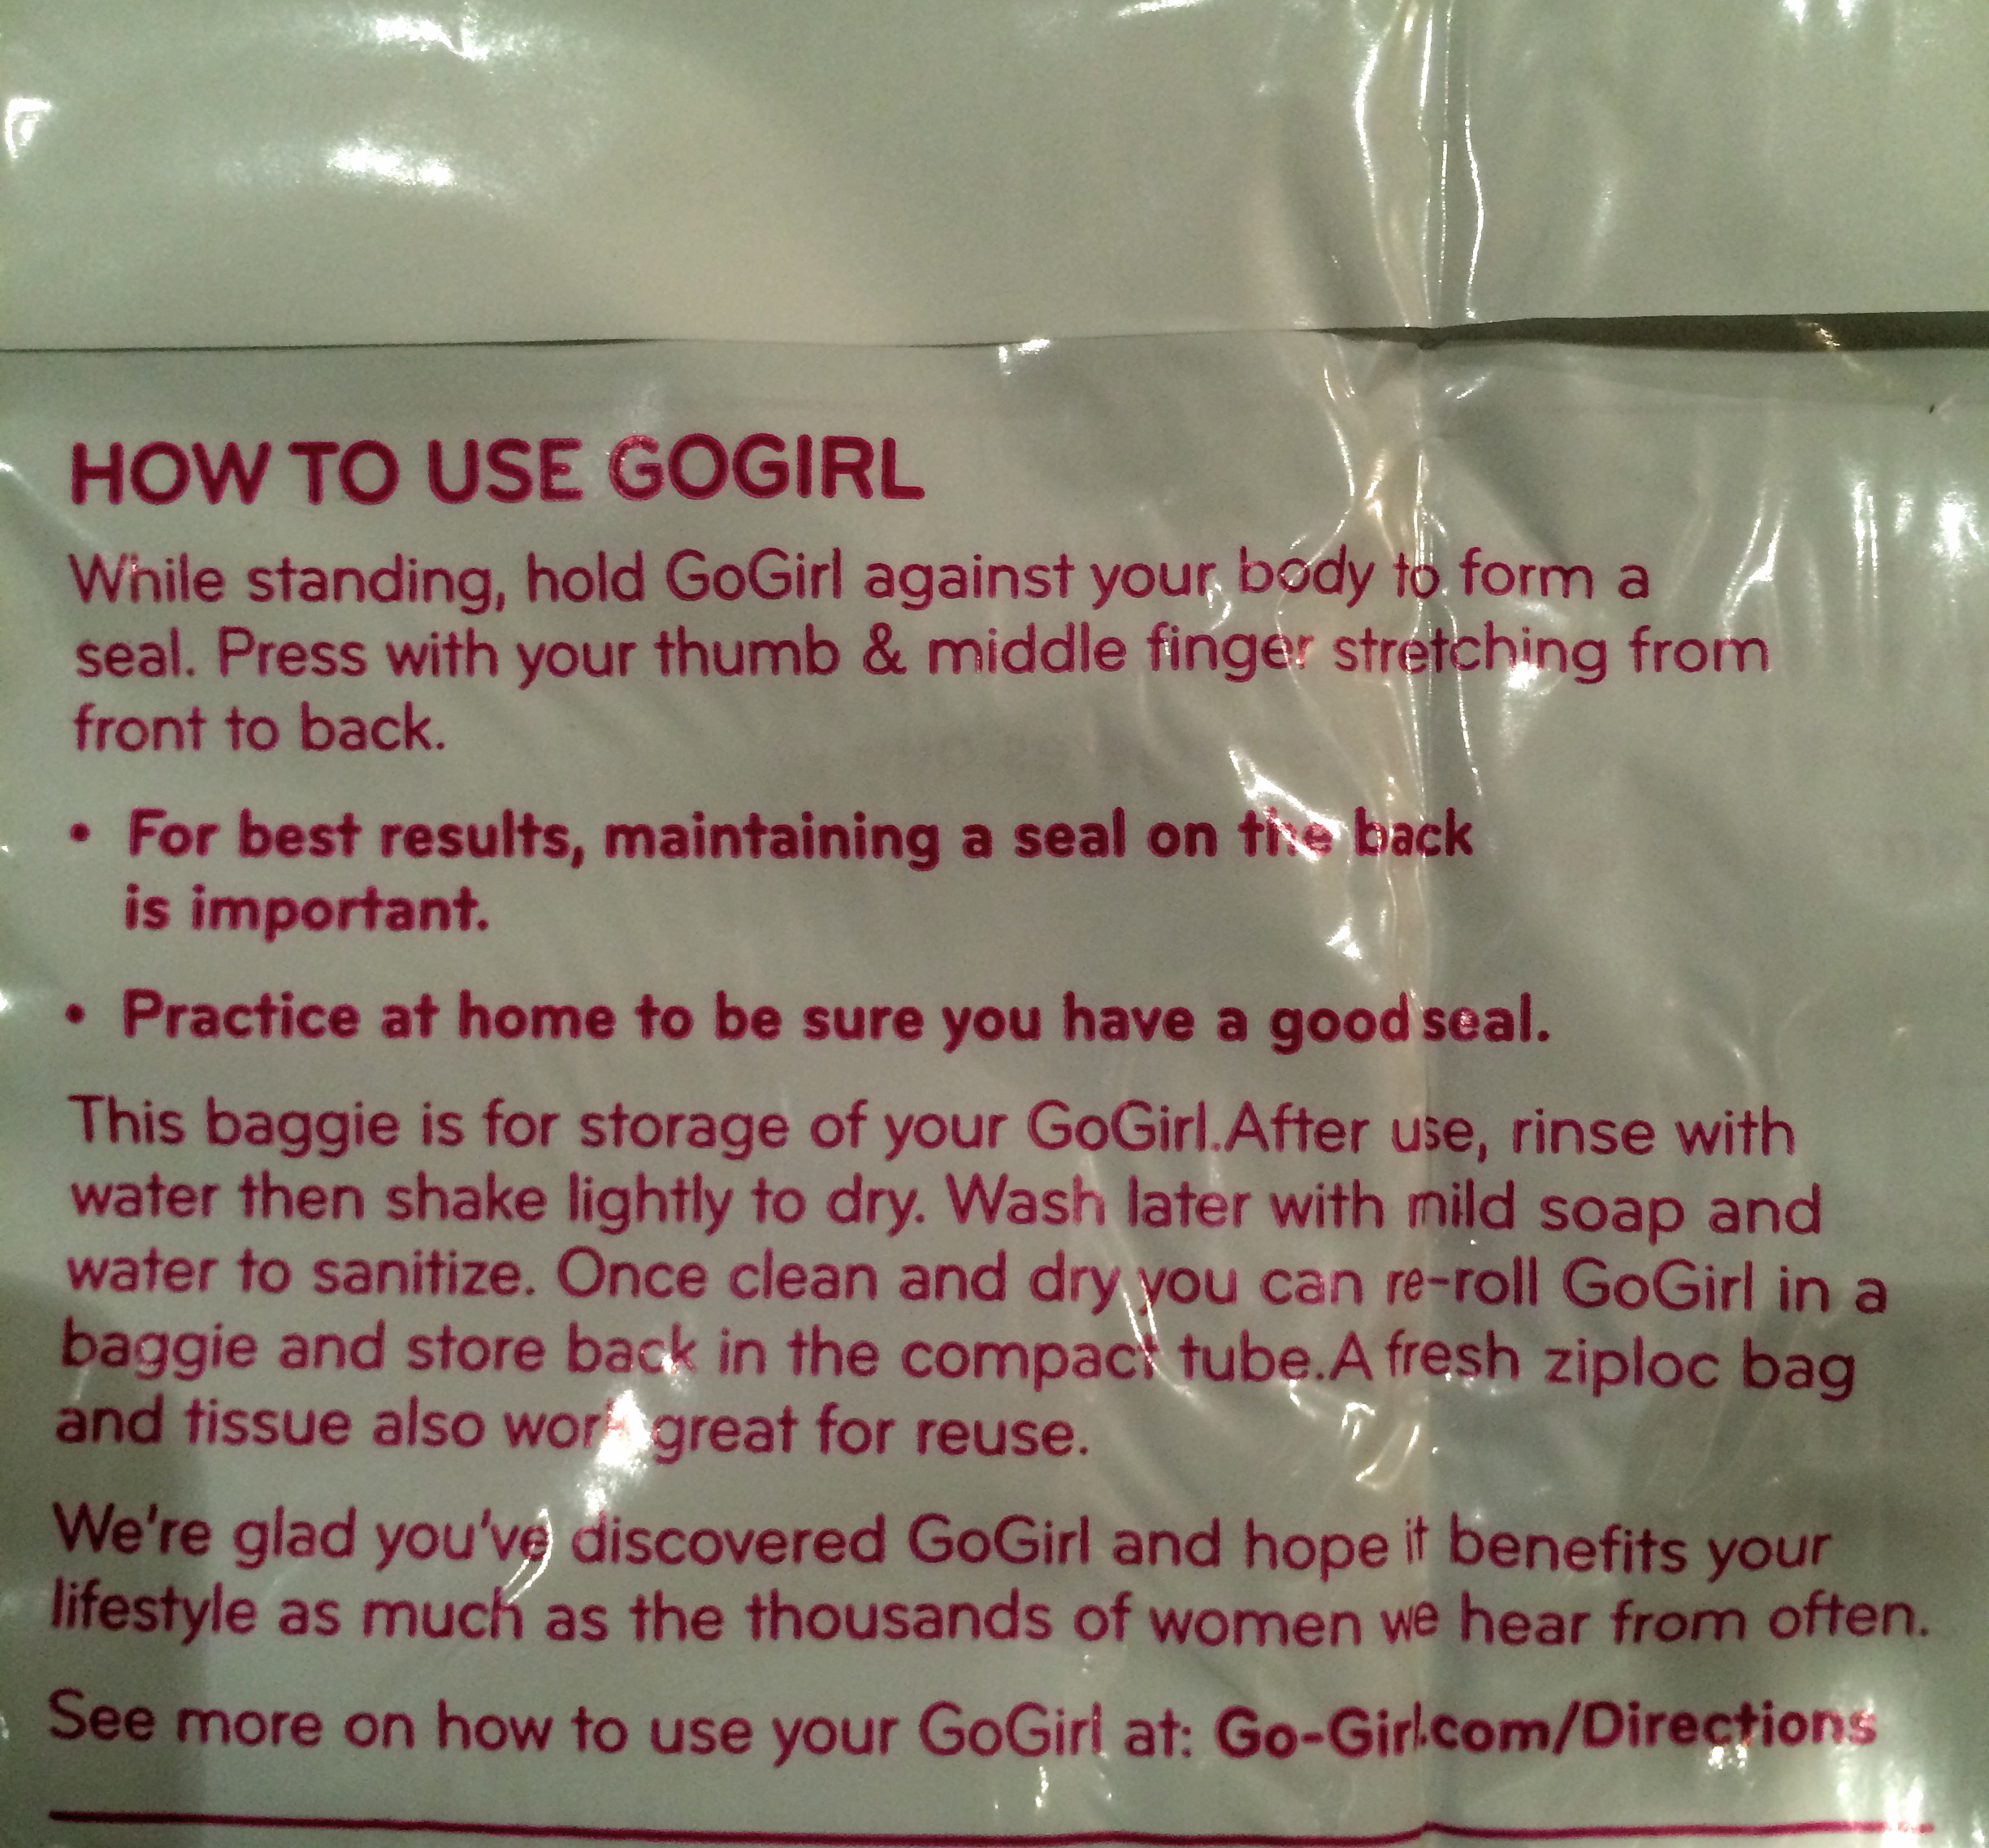 HOW TO USE GOGIRL
While standing, hold GoGirl against your body to form a
seal. Press with your thumb & middle finger stretching from
front to back.
• For best results, maintaining a seal on the back
is important.
• Practice at home to be sure you have a good seal.
This baggie is for storage of your GoGirl.After use, rinse with
water then shake lightly to dry. Wash later with mild soap and
water to sanitize. Once clean and dry you can re-roll GoGirl in a
baggie and store back in the compact tube.A fresh ziploc bag
and tissue also work great for reuse.
We're glad you've discovered GoGirl and hope it benefits your
lifestyle as much as the thousands of women we hear from often.
See more on how to use your GoGirl at: Go-Girl.com/Directions